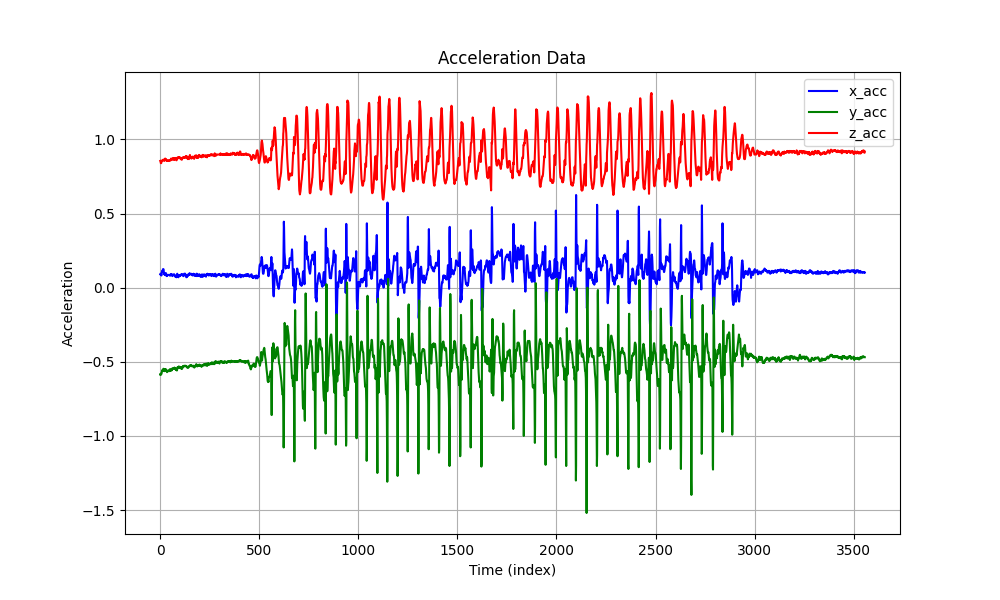 Acceleration Data
x_acc
y_acc
z_acc
1.0
0.5
0.0
−0.5
−1.0
−1.5
Acceleration
0
500
1000
1500
2000
2500
3000
3500
Time (index)